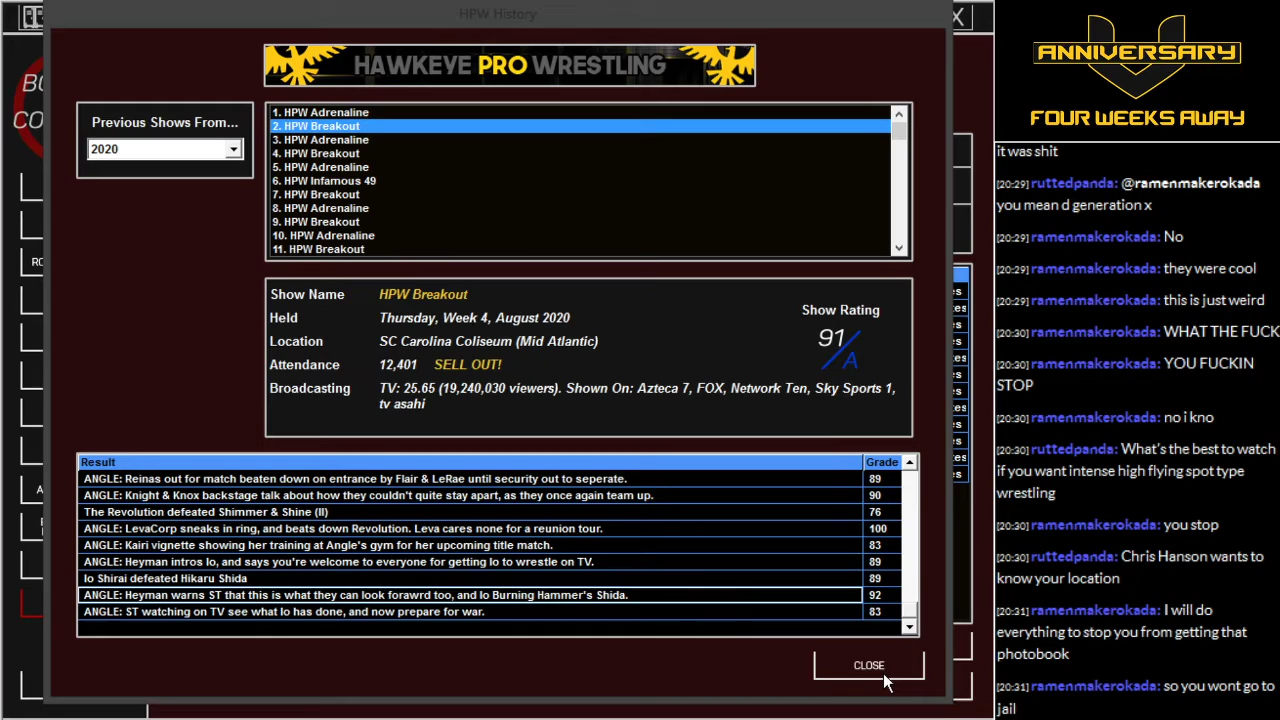 HPW History
X
BO
CO
RO
A
HAWKEYE PRO WRESTLING
Previous Shows From...
2020
1. HPW Adrenaline
2. HPW Breakout
3. HPW Adrenaline
4. HPW Breakout
5. HPW Adrenaline
6. HPW Infamous 49
7. HPW Breakout
8. HPW Adrenaline
9. HPW Breakout
10. HPW Adrenaline
11. HPW Breakout
Show Name HPW Breakout
Held Thursday, Week 4, August 2020
Location SC Carolina Coliseum (Mid Atlantic)
Attendance 12,401 SELL OUT!
Broadcasting TV: 25.65 (19,240,030 viewers). Shown On: Azteca 7, FOX, Network Ten, Sky Sports 1,
tv asahi
Show Rating
91/A
Result Grade
ANGLE: Reinas out for match beaten down on entrance by Flair & LeRae until security out to seperate. 89
ANGLE: Knight & Knox backstage talk about how they couldn't quite stay apart, as they once again team up. 90
The Revolution defeated Shimmer & Shine (II) 76
ANGLE: LevaCorp sneaks in ring, and beats down Revolution. Leva cares none for a reunion tour. 100
ANGLE: Kairi vignette showing her training at Angle's gym for her upcoming title match. 83
ANGLE: Heyman intros Io, and says you're welcome to everyone for getting Io to wrestle on TV. 89
Io Shirai defeated Hikaru Shida 89
ANGLE: Heyman warns ST that this is what they can look forawrd too, and Io Burning Hammer's Shida. 92
ANGLE: ST watching on TV see what Io has done, and now prepare for war. 83
CLOSE
ANNIVERSARY
FOUR WEEKS AWAY
it was shit
[20:29] ruttedpanda: @ramenmakerokada
you mean d generation x
[20:29] ramenmakerokada: No
[20:29] ramenmakerokada: they were cool
[20:29] ramenmakerokada: this is just weird
[20:30] ramenmakerokada: WHAT THE FUCK
[20:30] ramenmakerokada: YOU FUCKIN
STOP
[20:30] ramenmakerokada: no i kno
[20:30] ruttedpanda: What's the best to watch
if you want intense high flying spot type
wrestling
[20:30] ramenmakerokada: you stop
[20:30] ruttedpanda: Chris Hanson wants to
know your location
[20:31] ramenmakerokada: I will do
everything to stop you from getting that
photobook
[20:31] ramenmakerokada: so you wont go to
jail